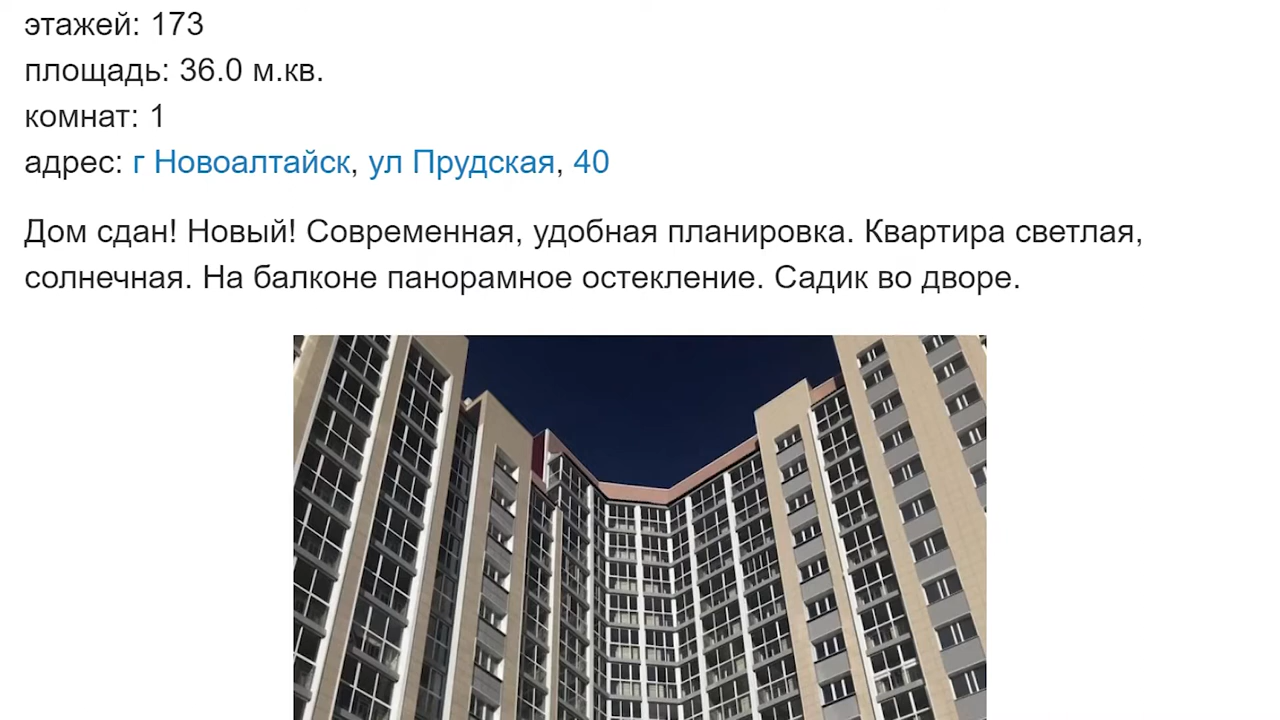 этажей: 173
площадь: 36.0 м.кв.
комнат: 1
адрес: г Новоалтайск, ул Прудская, 40
Дом сдан! Новый! Современная, удобная планировка. Квартира светлая,
солнечная. На балконе панорамное остекление. Садик во дворе.